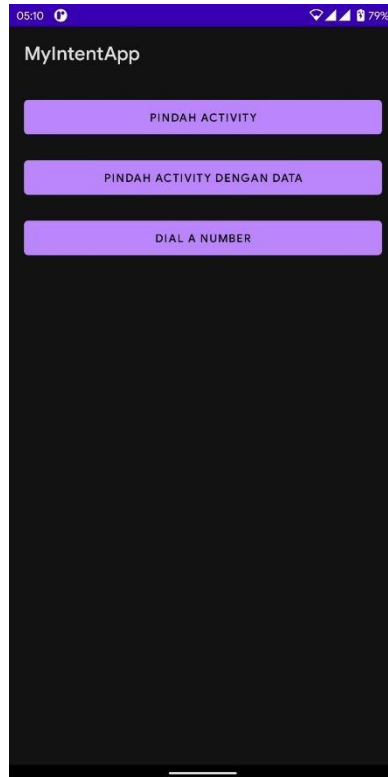 05:10 79%
MyIntentApp
PINDAH ACTIVITY
PINDAH ACTIVITY DENGAN DATA
DIAL A NUMBER